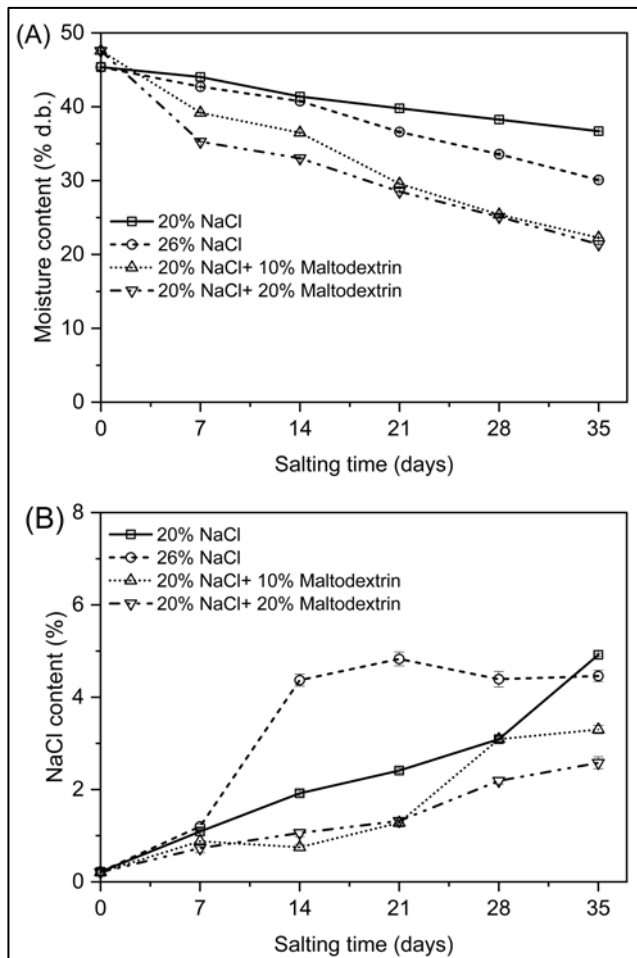 (A)
50
40
30
20
10
0
Moisture content (% d.b.)
20% NaCl
26% NaCl
20% NaCl+ 10% Maltodextrin
20% NaCl+ 20% Maltodextrin
0 7 14 21 28 35
Salting time (days)
(B)
8
6
4
2
0
NaCl content (%)
20% NaCl
26% NaCl
20% NaCl+ 10% Maltodextrin
20% NaCl+ 20% Maltodextrin
0 7 14 21 28 35
Salting time (days)